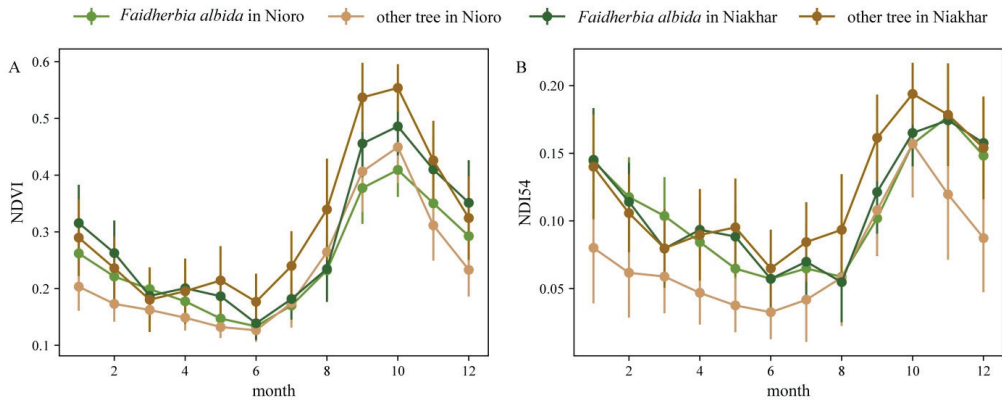 Faidherbia albida in Nioro other tree in Nioro Faidherbia albida in Niakhar other tree in Niakhar
A
0.6
0.5
0.4
0.3
0.2
0.1
NDVI
2 4 6 8 10 12
month
B
0.20
0.15
0.10
0.05
NDI54
2 4 6 8 10 12
month